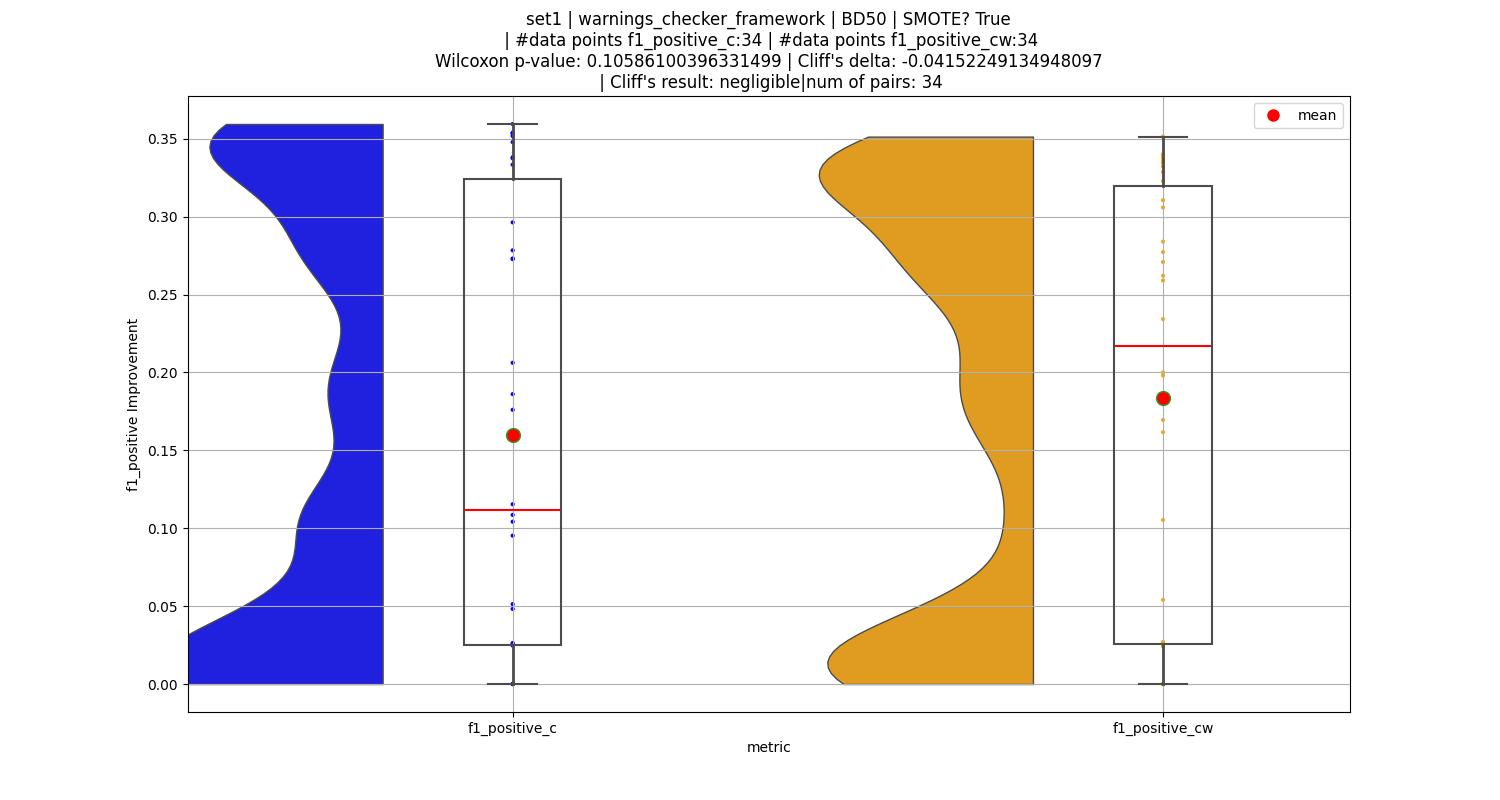 set1 | warnings_checker_framework | BD50 | SMOTE? True
| #data points f1_positive_c:34 | #data points f1_positive_cw:34
Wilcoxon p-value: 0.10586100396331499 | Cliff's delta: -0.04152249134948097
| Cliff's result: negligible|num of pairs: 34
mean
0.35
0.30
0.25
0.20
0.15
0.10
0.05
0.00
f1_positive Improvement
f1_positive_c
f1_positive_cw
metric